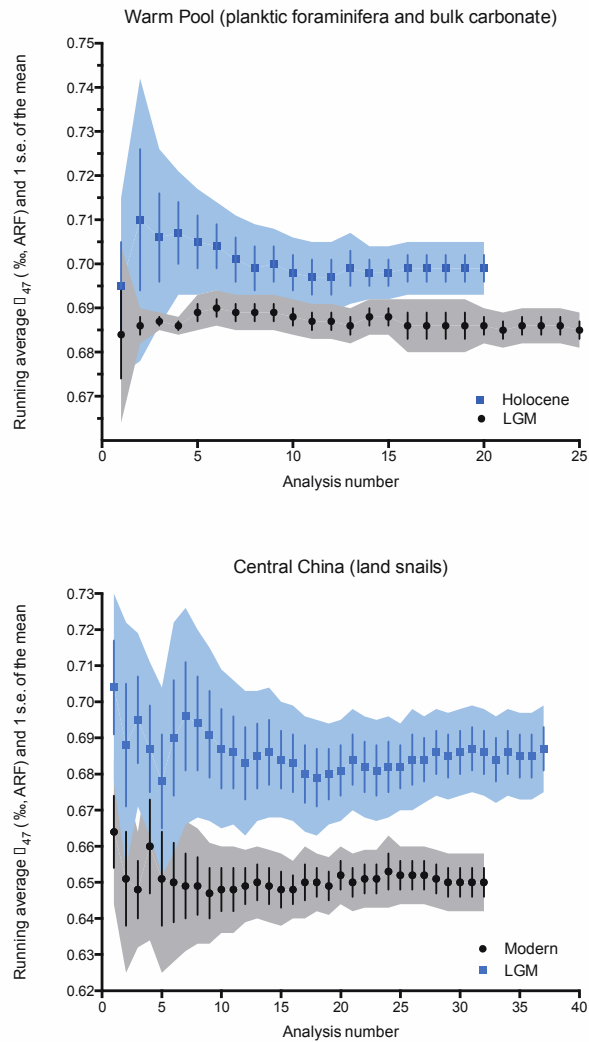 Warm Pool (planktic foraminifera and bulk carbonate)
Running average □47 (‰, ARF) and 1 s.e. of the mean
0.75
0.74
0.73
0.72
0.71
0.70
0.69
0.68
0.67
0 5 10 15 20 25
Holocene
LGM
Analysis number
Central China (land snails)
Running average □47 (‰, ARF) and 1 s.e. of the mean
0.73
0.72
0.71
0.70
0.69
0.68
0.67
0.66
0.65
0.64
0.63
0.62
0 5 10 15 20 25 30 35 40
Modern
LGM
Analysis number